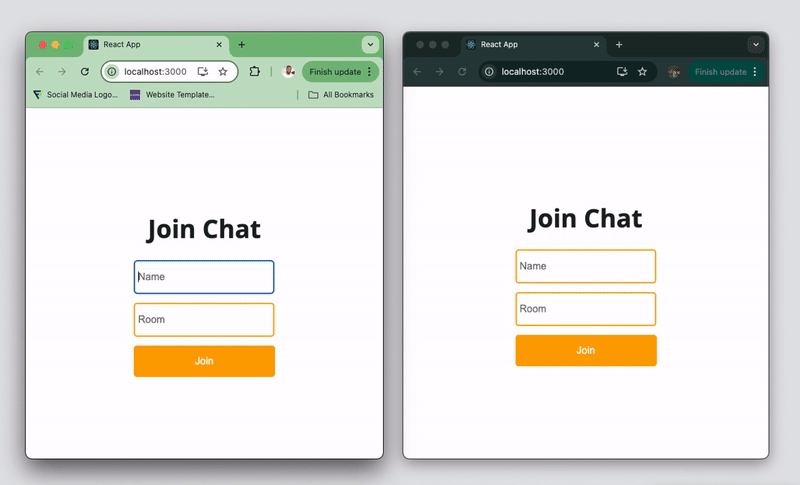 React App
localhost:3000
Finish update
Social Media Logo...
Website Template...
All Bookmarks
Join Chat
Name
Room
Join
React App
localhost:3000
Finish update
Join Chat
Name
Room
Join